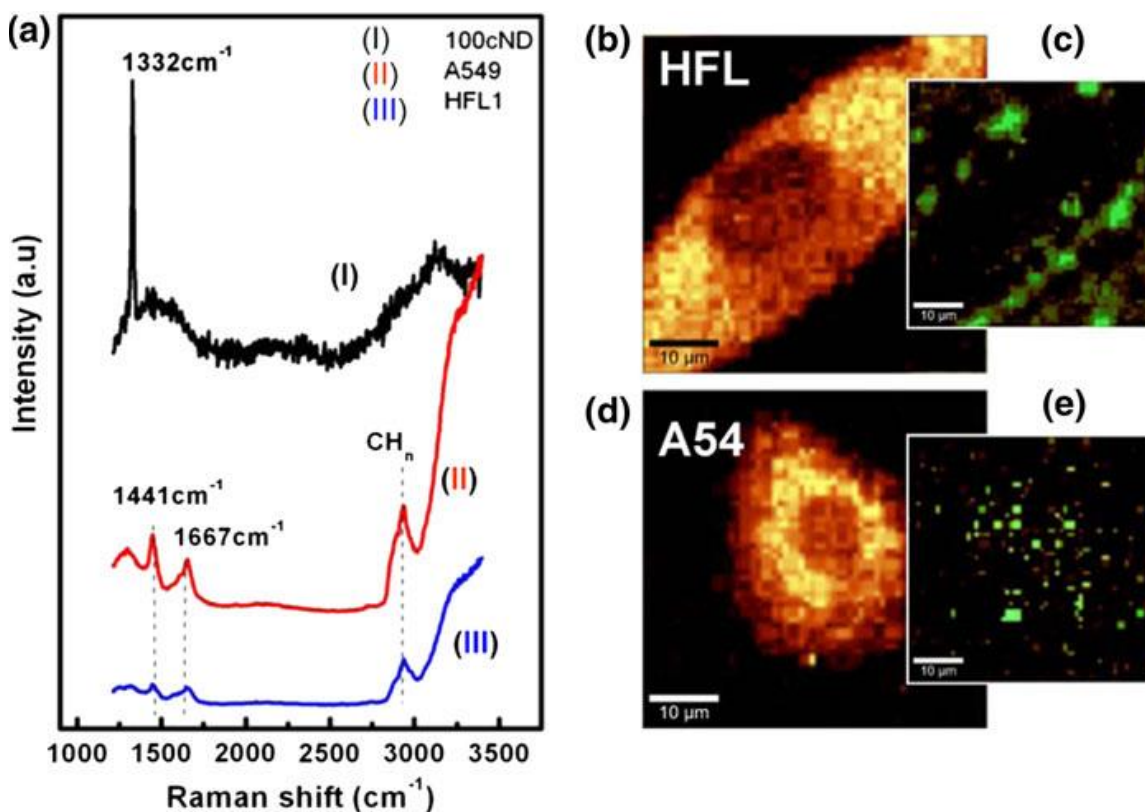 (a)
1332cm⁻¹
(I) 100cND
(II) A549
(III) HFL1
(I)
CHₙ
(II)
1441cm⁻¹
1667cm⁻¹
(III)
Intensity (a.u)
1000 1500 2000 2500 3000 3500
Raman shift (cm⁻¹)
(b)
HFL
10 µm
(c)
10 µm
(d)
A54
10 µm
(e)
10 µm